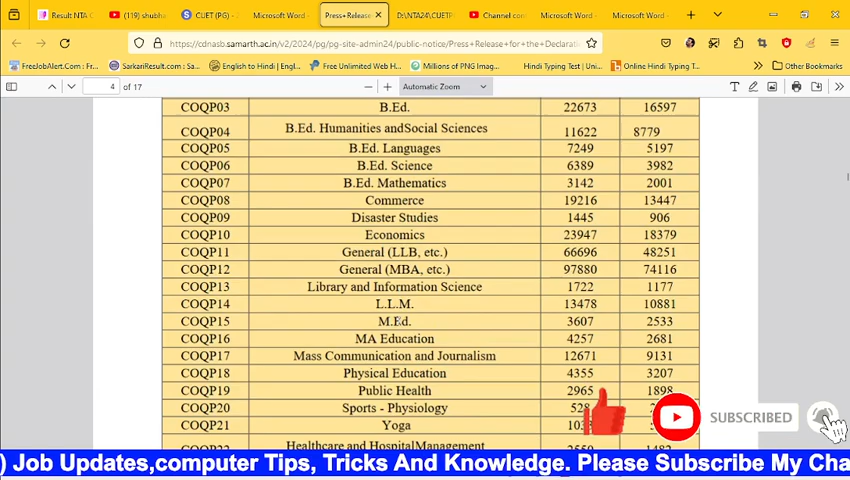 Result NTA C
(119) shubha
CUET (PG) -
Microsoft Word -
Press+Release
D:\NTA24\CUETP
Channel con
Microsoft Word
Microsoft Word
https://cdnasb.samarth.ac.in/v2/2024/pg/pg-site-admin24/public-notice/Press+Release+for+the+Declarati
FreeJobAlert.Com : ...
SarkariResult.com : Sa...
English to Hindi | Engl...
Free Unlimited Web H...
Millions of PNG Imag...
Hindi Typing Test | Uni...
Online Hindi Typing T...
Other Bookmarks
4 of 17
Automatic Zoom
COQP03 B.Ed. 22673 16597
COQP04 B.Ed. Humanities andSocial Sciences 11622 8779
COQP05 B.Ed. Languages 7249 5197
COQP06 B.Ed. Science 6389 3982
COQP07 B.Ed. Mathematics 3142 2001
COQP08 Commerce 19216 13447
COQP09 Disaster Studies 1445 906
COQP10 Economics 23947 18379
COQP11 General (LLB, etc.) 66696 48251
COQP12 General (MBA, etc.) 97880 74116
COQP13 Library and Information Science 1722 1177
COQP14 L.L.M. 13478 10881
COQP15 M.Ed. 3607 2533
COQP16 MA Education 4257 2681
COQP17 Mass Communication and Journalism 12671 9131
COQP18 Physical Education 4355 3207
COQP19 Public Health 2965 1898
COQP20 Sports - Physiology 528
COQP21 Yoga
Healthcare and HospitalManagement
SUBSCRIBED
) Job Updates,computer Tips, Tricks And Knowledge. Please Subscribe My Cha